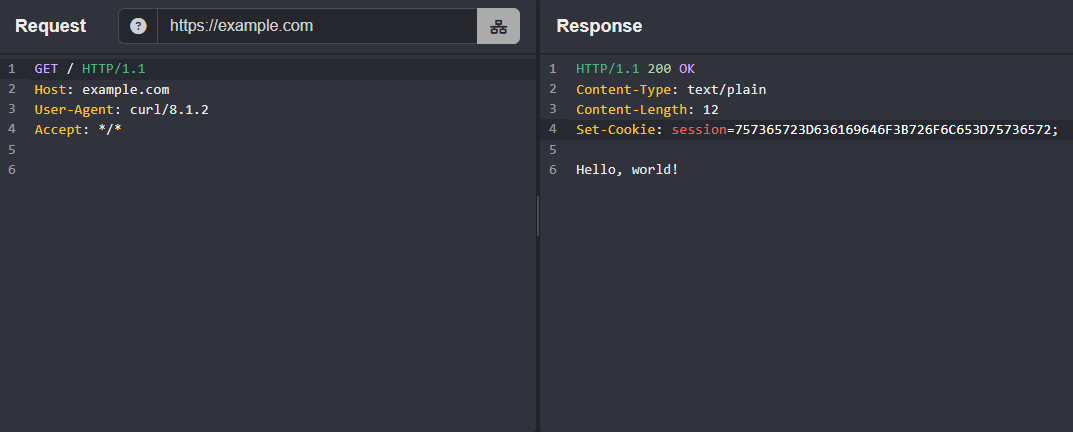 Request
https://example.com
1 GET / HTTP/1.1
2 Host: example.com
3 User-Agent: curl/8.1.2
4 Accept: */*
5
6
Response
1 HTTP/1.1 200 OK
2 Content-Type: text/plain
3 Content-Length: 12
4 Set-Cookie: session=757365723D636169646F3B726F6C653D75736572;
5
6 Hello, world!